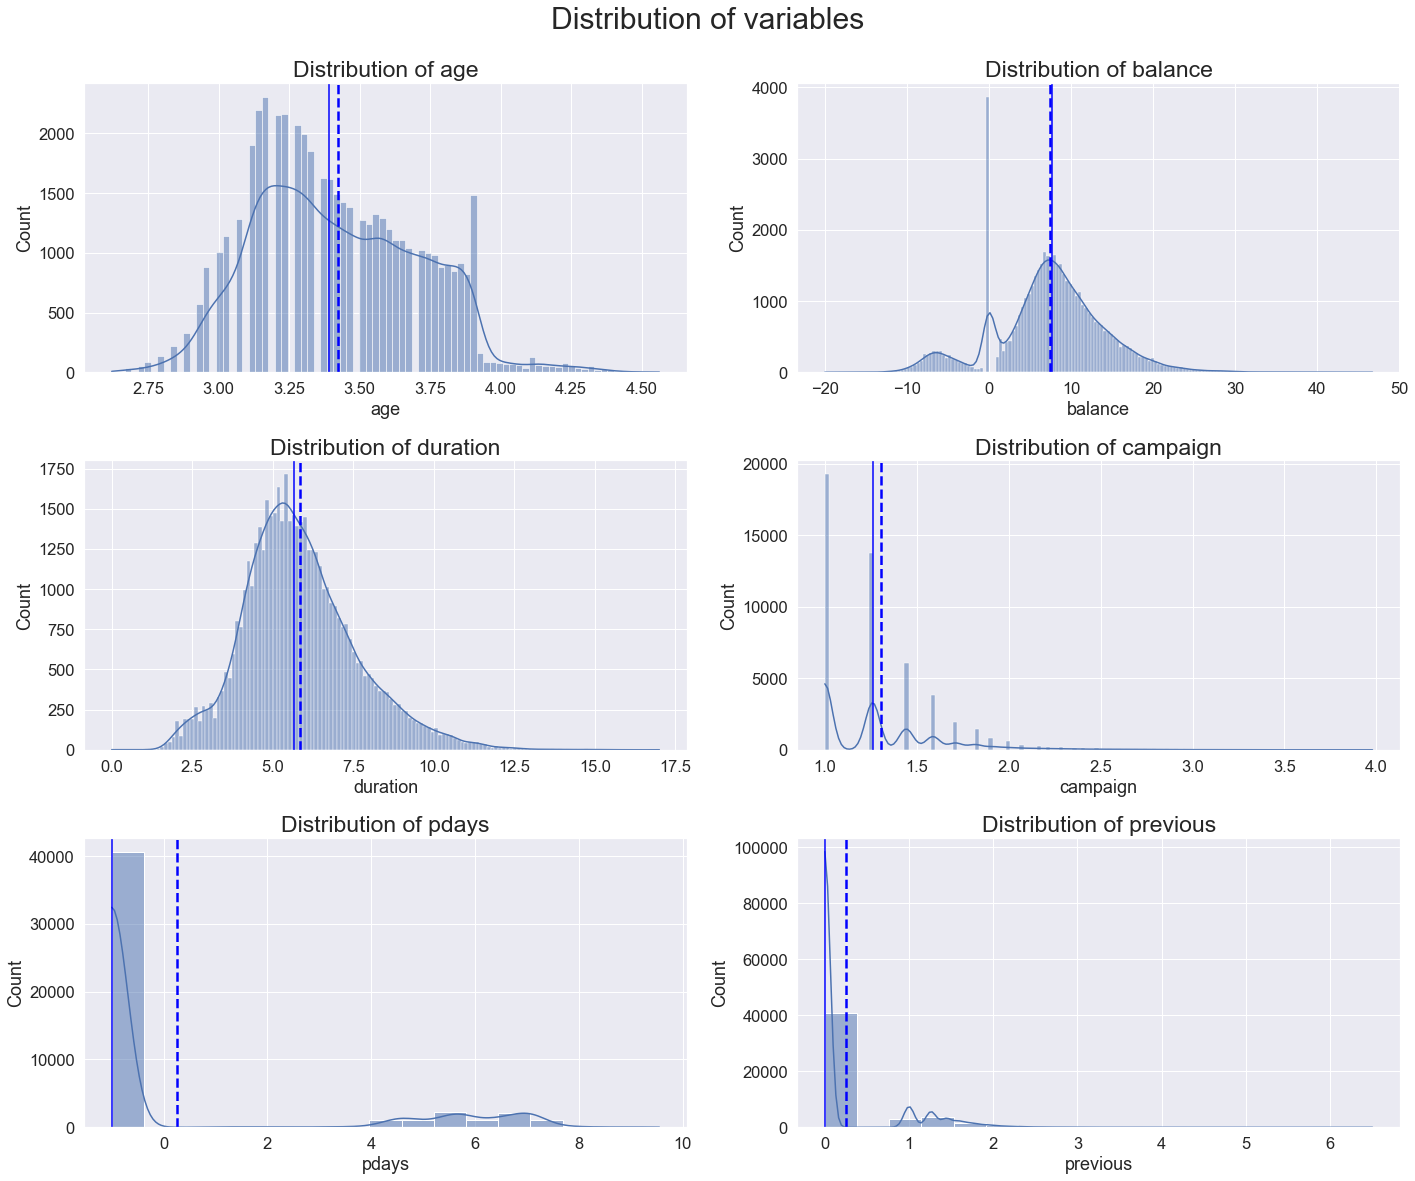 Distribution of variables
Distribution of age
2000
1500
1000
500
0
Count
2.75 3.00 3.25 3.50 3.75 4.00 4.25 4.50
age
Distribution of balance
4000
3000
2000
1000
0
Count
−20 −10 0 10 20 30 40 50
balance
Distribution of duration
1750
1500
1250
1000
750
500
250
0
Count
0.0 2.5 5.0 7.5 10.0 12.5 15.0 17.5
duration
Distribution of campaign
20000
15000
10000
5000
0
Count
1.0 1.5 2.0 2.5 3.0 3.5 4.0
campaign
Distribution of pdays
40000
30000
20000
10000
0
Count
0 2 4 6 8 10
pdays
Distribution of previous
100000
80000
60000
40000
20000
0
Count
0 1 2 3 4 5 6
previous